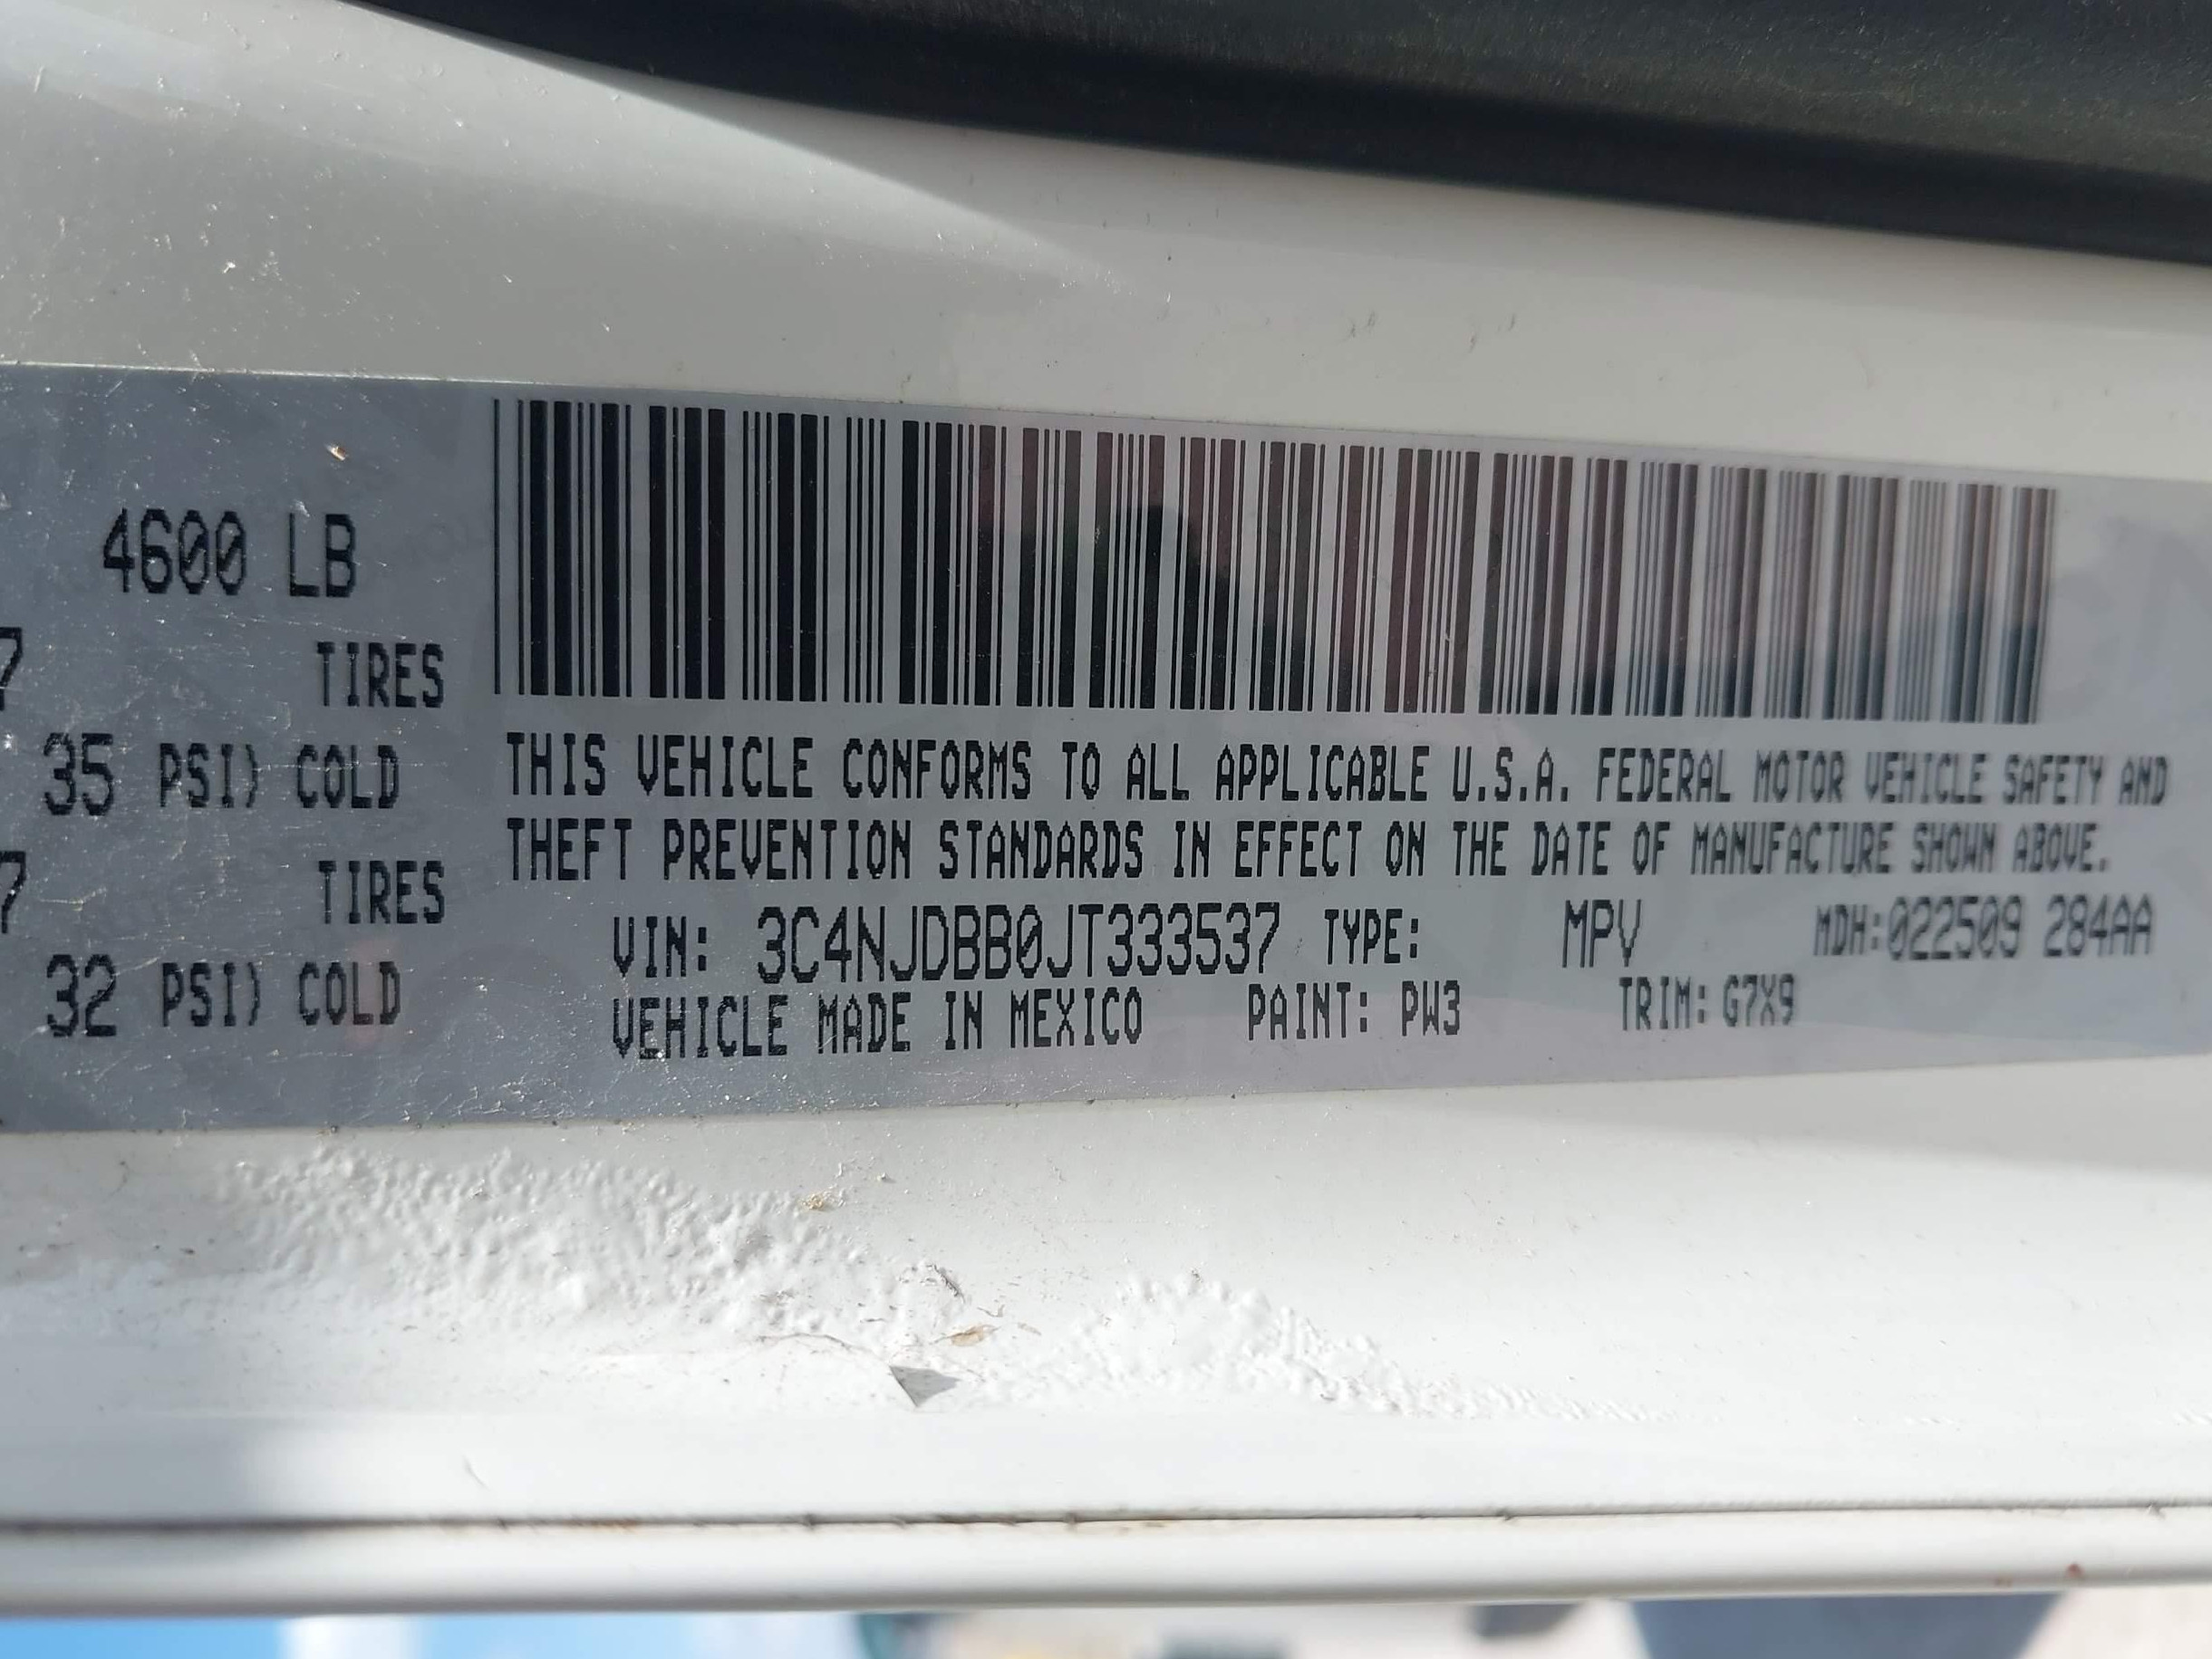 4600 LB
7 TIRES
35 PSI) COLD
7 TIRES
32 PSI) COLD
THIS VEHICLE CONFORMS TO ALL APPLICABLE U.S.A. FEDERAL MOTOR VEHICLE SAFETY AND
THEFT PREVENTION STANDARDS IN EFFECT ON THE DATE OF MANUFACTURE SHOWN ABOVE.
VIN: 3C4NJDBB0JT333537 TYPE: MPV MDH:022509 284AA
VEHICLE MADE IN MEXICO PAINT: PW3 TRIM: G7X9